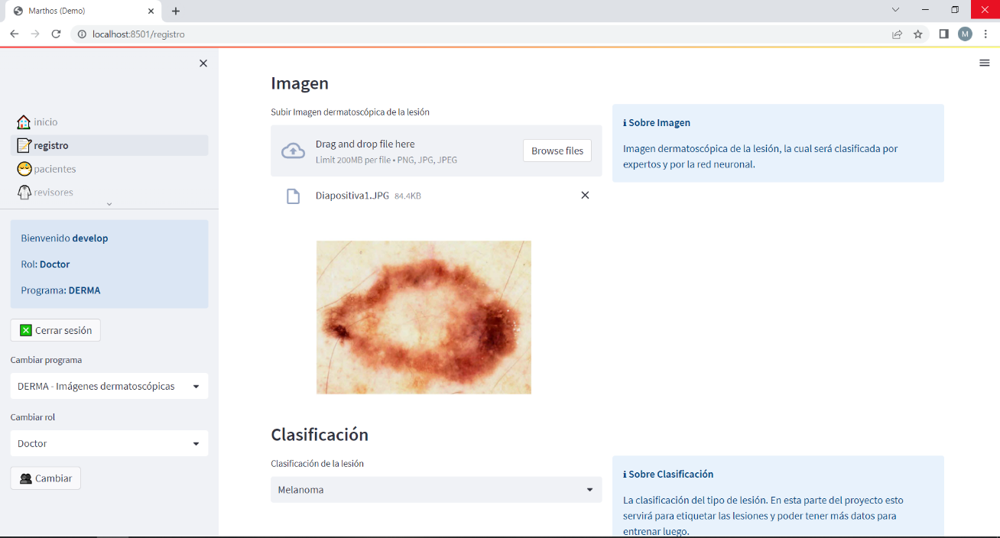 Marthos (Demo)
localhost:8501/registro
M
inicio
registro
pacientes
revisores
Bienvenido develop
Rol: Doctor
Programa: DERMA
Cerrar sesión
Cambiar programa
DERMA - Imágenes dermatoscópicas
Cambiar rol
Doctor
Cambiar
Imagen
Subir Imagen dermatoscópica de la lesión
Drag and drop file here
Limit 200MB per file • PNG, JPG, JPEG
Browse files
Diapositiva1.JPG 84.4KB
ℹ Sobre Imagen
Imagen dermatoscópica de la lesión, la cual será clasificada por
expertos y por la red neuronal.
Clasificación
Clasificación de la lesión
Melanoma
ℹ Sobre Clasificación
La clasificación del tipo de lesión. En esta parte del proyecto esto
servirá para etiquetar las lesiones y poder tener más datos para
entrenar luego.